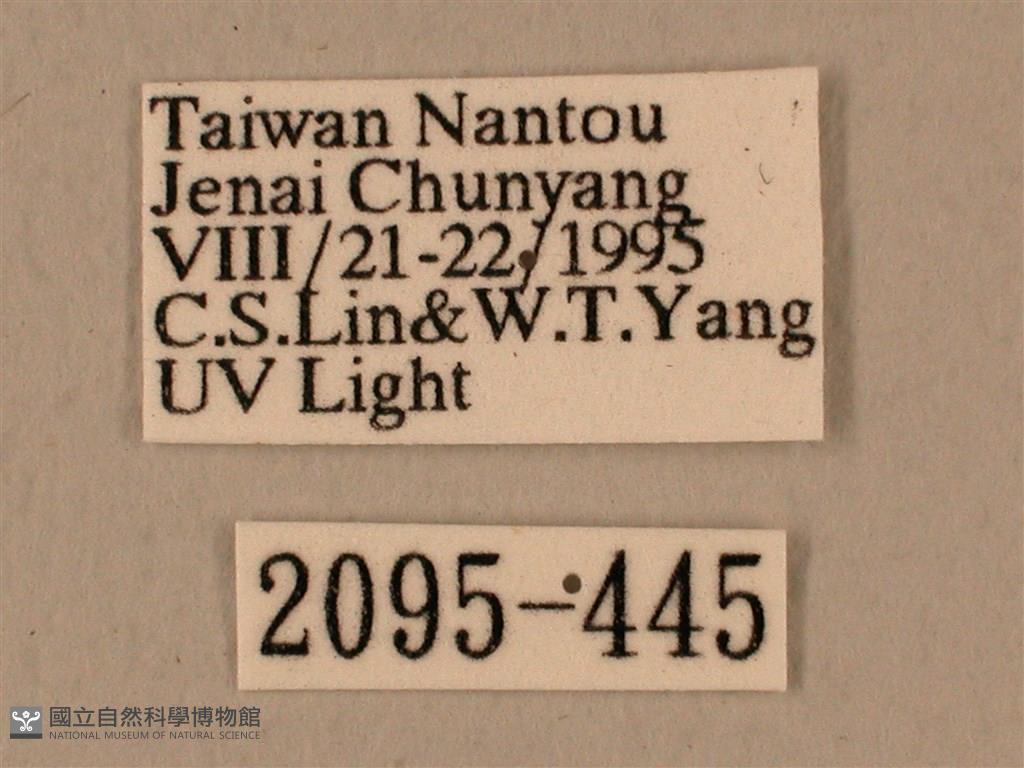 Taiwan Nantou
Jenai Chunyang
VIII/21-22/1995
C.S.Lin&W.T.Yang
UV Light
2095-445
國立自然科學博物館
NATIONAL MUSEUM OF NATURAL SCIENCE